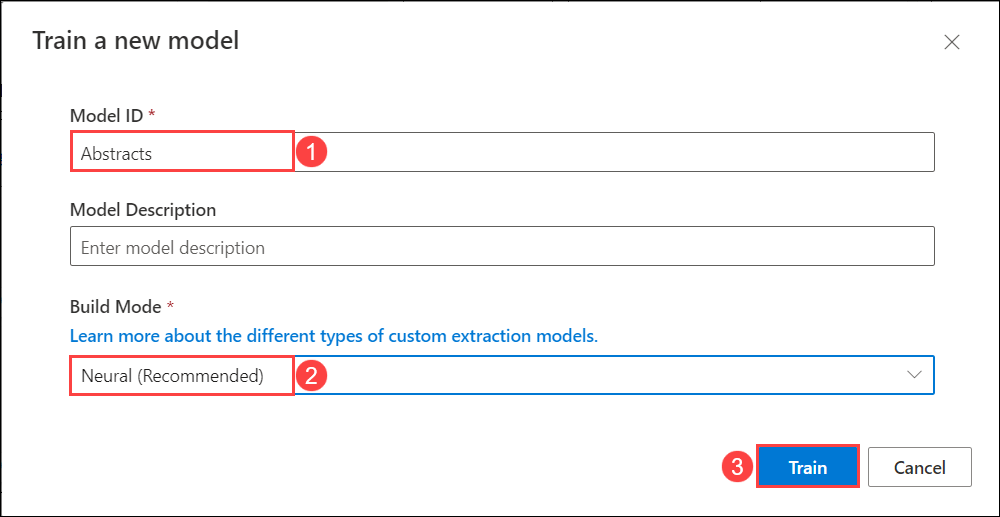 Train a new model
Model ID *
Abstracts
1
Model Description
Enter model description
Build Mode *
Learn more about the different types of custom extraction models.
Neural (Recommended)
2
3
Train
Cancel